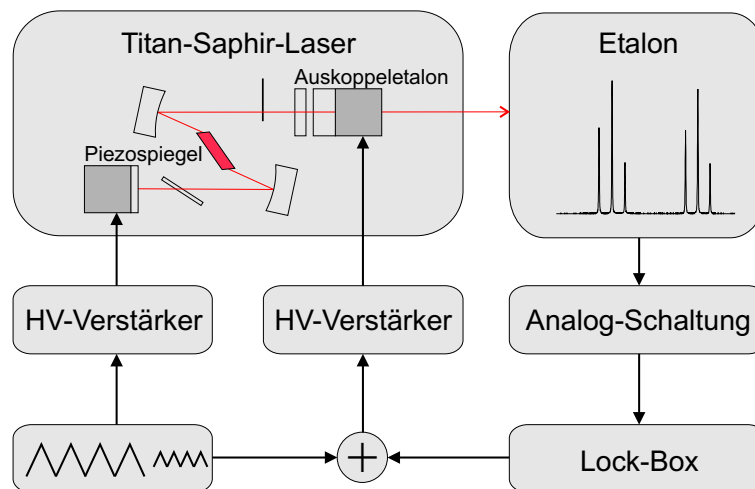 Titan-Saphir-Laser
Etalon
Auskoppeletalon
Piezospiegel
HV-Verstärker
HV-Verstärker
Analog-Schaltung
+
Lock-Box